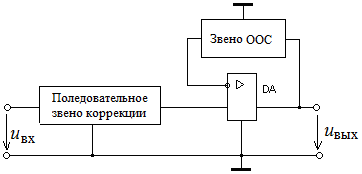 Звено ООС
DA
Поледовательное
звено коррекции
uвх
uвых